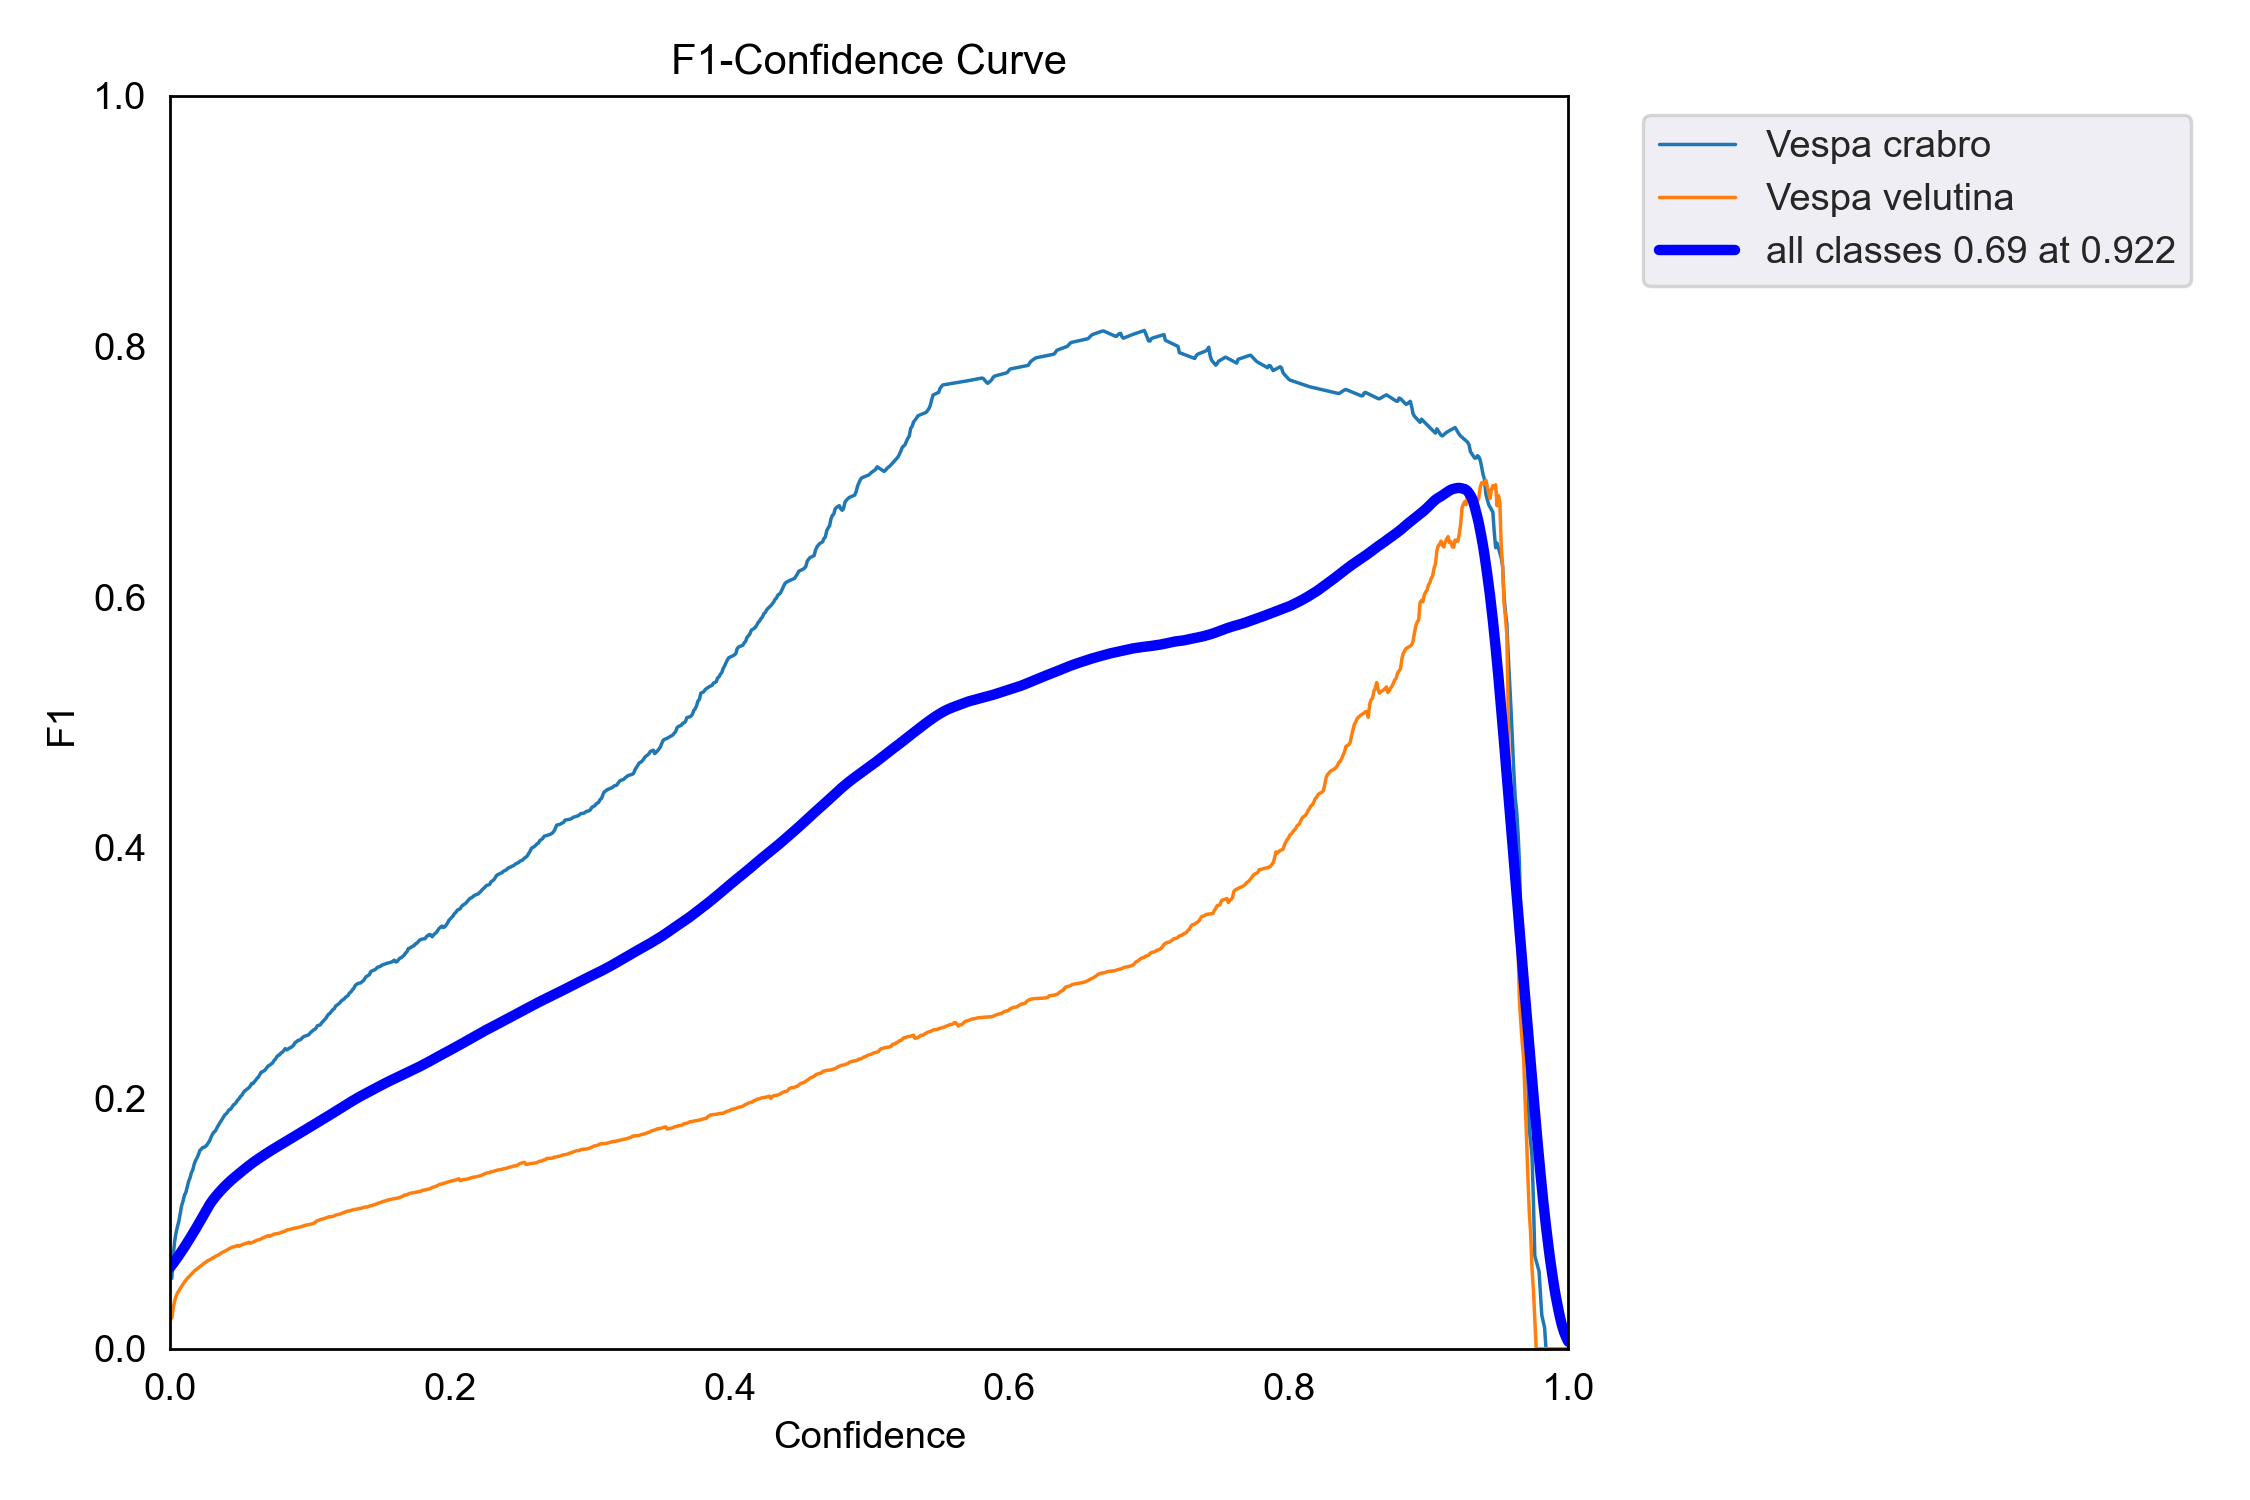 F1-Confidence Curve
1.0
0.8
0.6
0.4
0.2
0.0
F1
0.0 0.2 0.4 0.6 0.8 1.0
Confidence
Vespa crabro
Vespa velutina
all classes 0.69 at 0.922